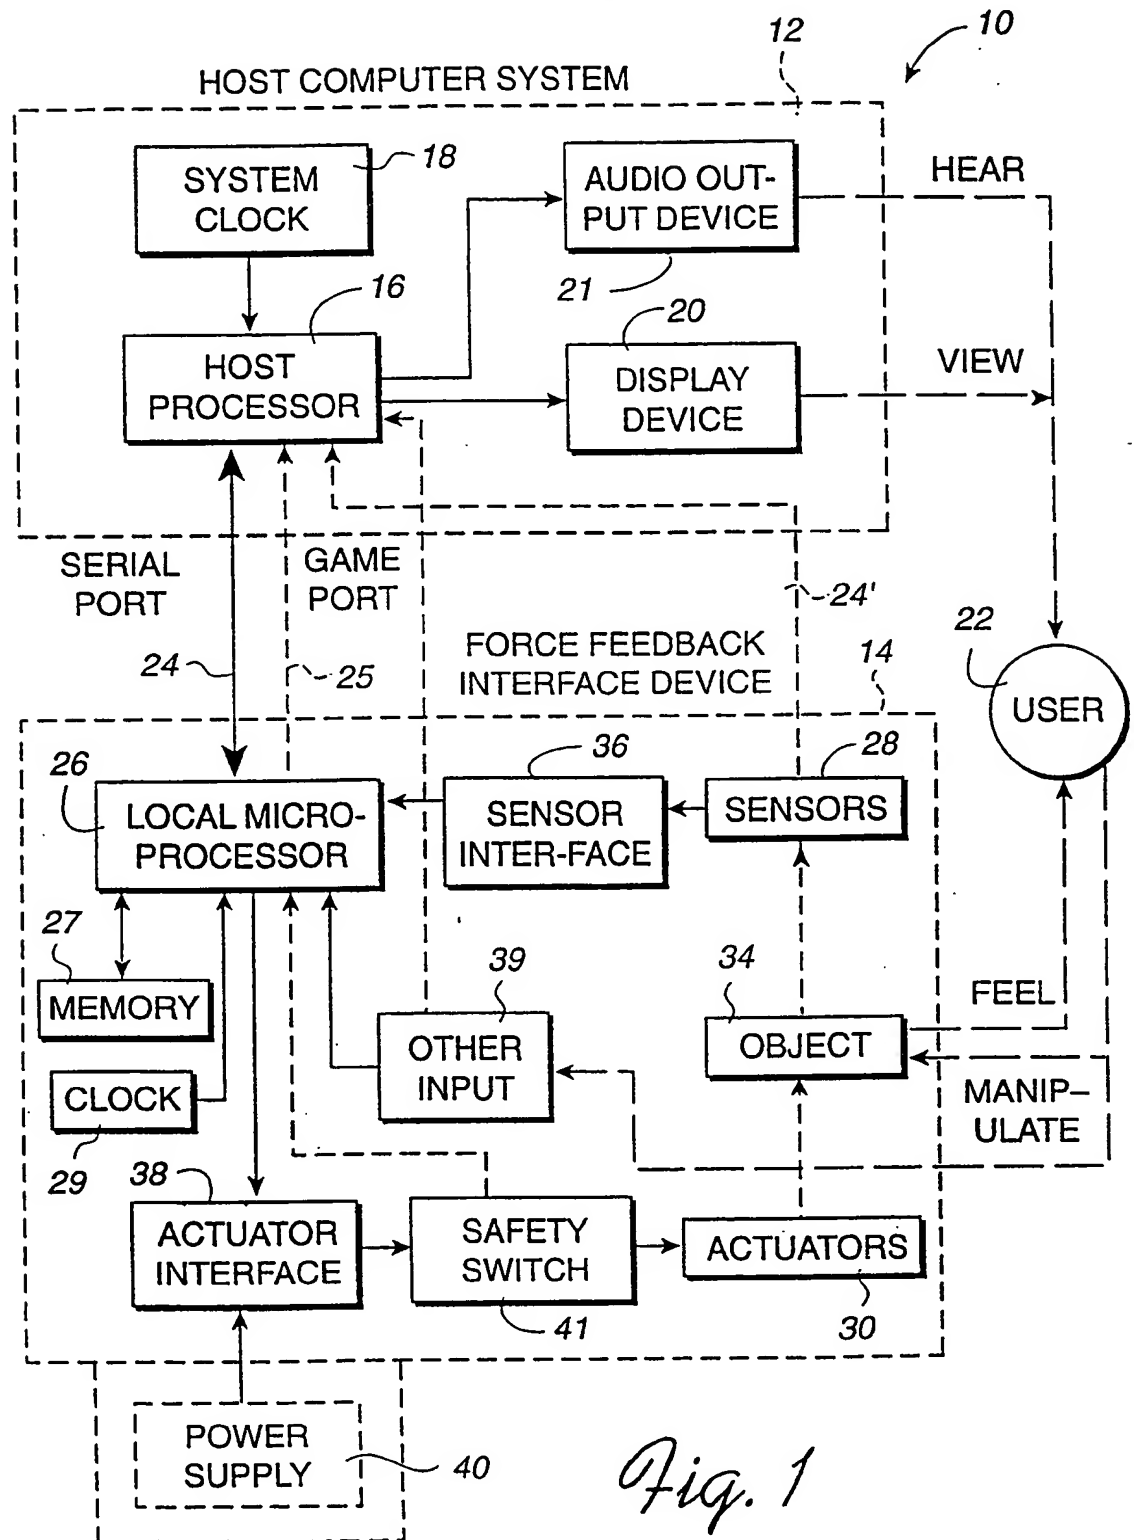 10
12
HOST COMPUTER SYSTEM
18
SYSTEM
CLOCK
AUDIO OUT-
PUT DEVICE
HEAR
21
16
20
HOST
PROCESSOR
DISPLAY
DEVICE
VIEW
SERIAL
PORT
GAME
PORT
24'
24
25
FORCE FEEDBACK
INTERFACE DEVICE
14
22
USER
26
LOCAL MICRO-
PROCESSOR
36
SENSOR
INTER-FACE
28
SENSORS
27
MEMORY
39
OTHER
INPUT
34
OBJECT
FEEL
CLOCK
29
MANIP-
ULATE
38
ACTUATOR
INTERFACE
SAFETY
SWITCH
41
ACTUATORS
30
POWER
SUPPLY
40
Fig. 1